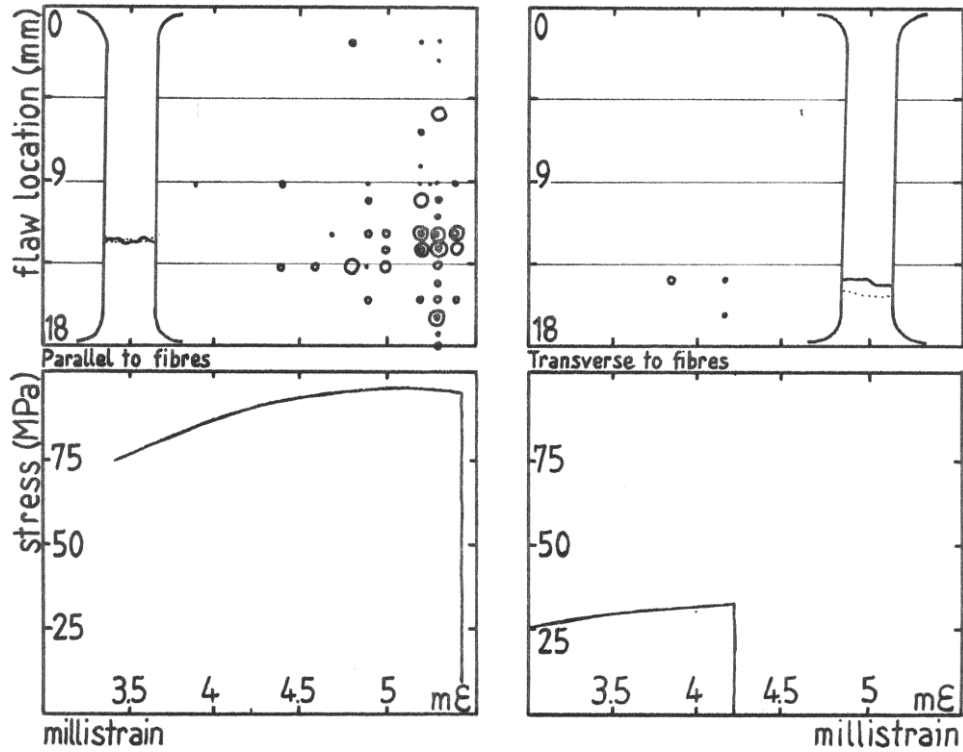 flaw location (mm)
0
9
18
Parallel to fibres
0
9
18
Transverse to fibres
stress (MPa)
75
50
25
3.5 4 4.5 5 mε
millistrain
75
50
25
3.5 4 4.5 5 mε
millistrain